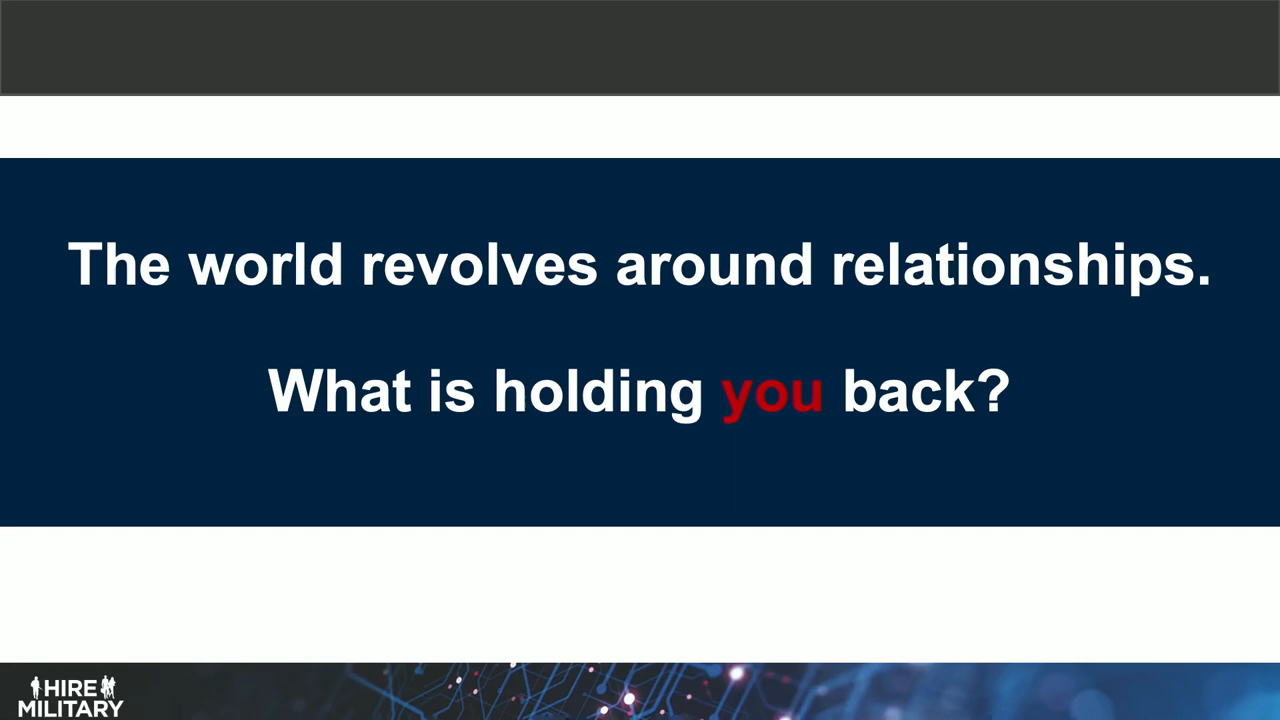 The world revolves around relationships.
What is holding you back?
HIRE
MILITARY